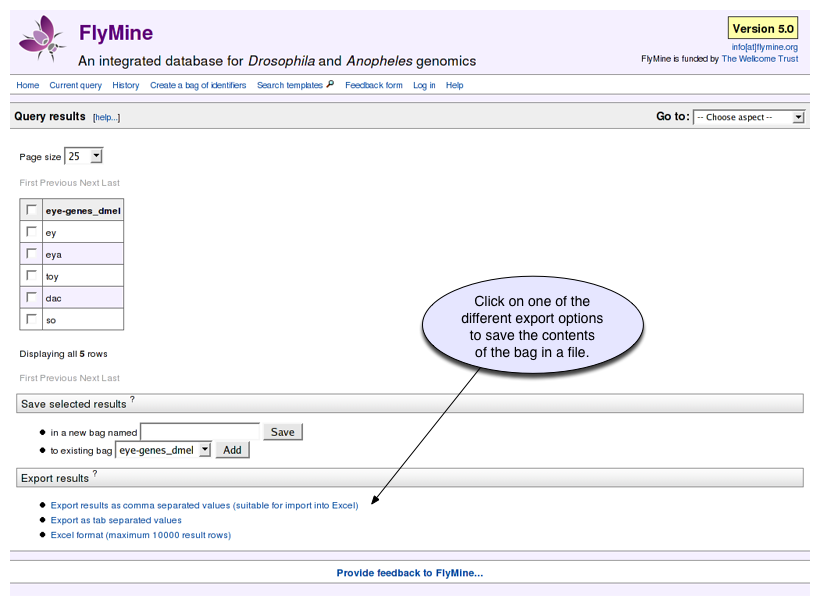 FlyMine
Version 5.0
An integrated database for Drosophila and Anopheles genomics
info[at]flymine.org
FlyMine is funded by The Wellcome Trust
Home Current query History Create a bag of identifiers Search templates Feedback form Log in Help
Query results [help...] Go to: -- Choose aspect --
Page size 25
First Previous Next Last
eye-genes_dmel
ey
eya
toy
dac
so
Click on one of the
different export options
to save the contents
of the bag in a file.
Displaying all 5 rows
First Previous Next Last
Save selected results ?
in a new bag named Save
to existing bag eye-genes_dmel Add
Export results ?
Export results as comma separated values (suitable for import into Excel)
Export as tab separated values
Excel format (maximum 10000 result rows)
Provide feedback to FlyMine...